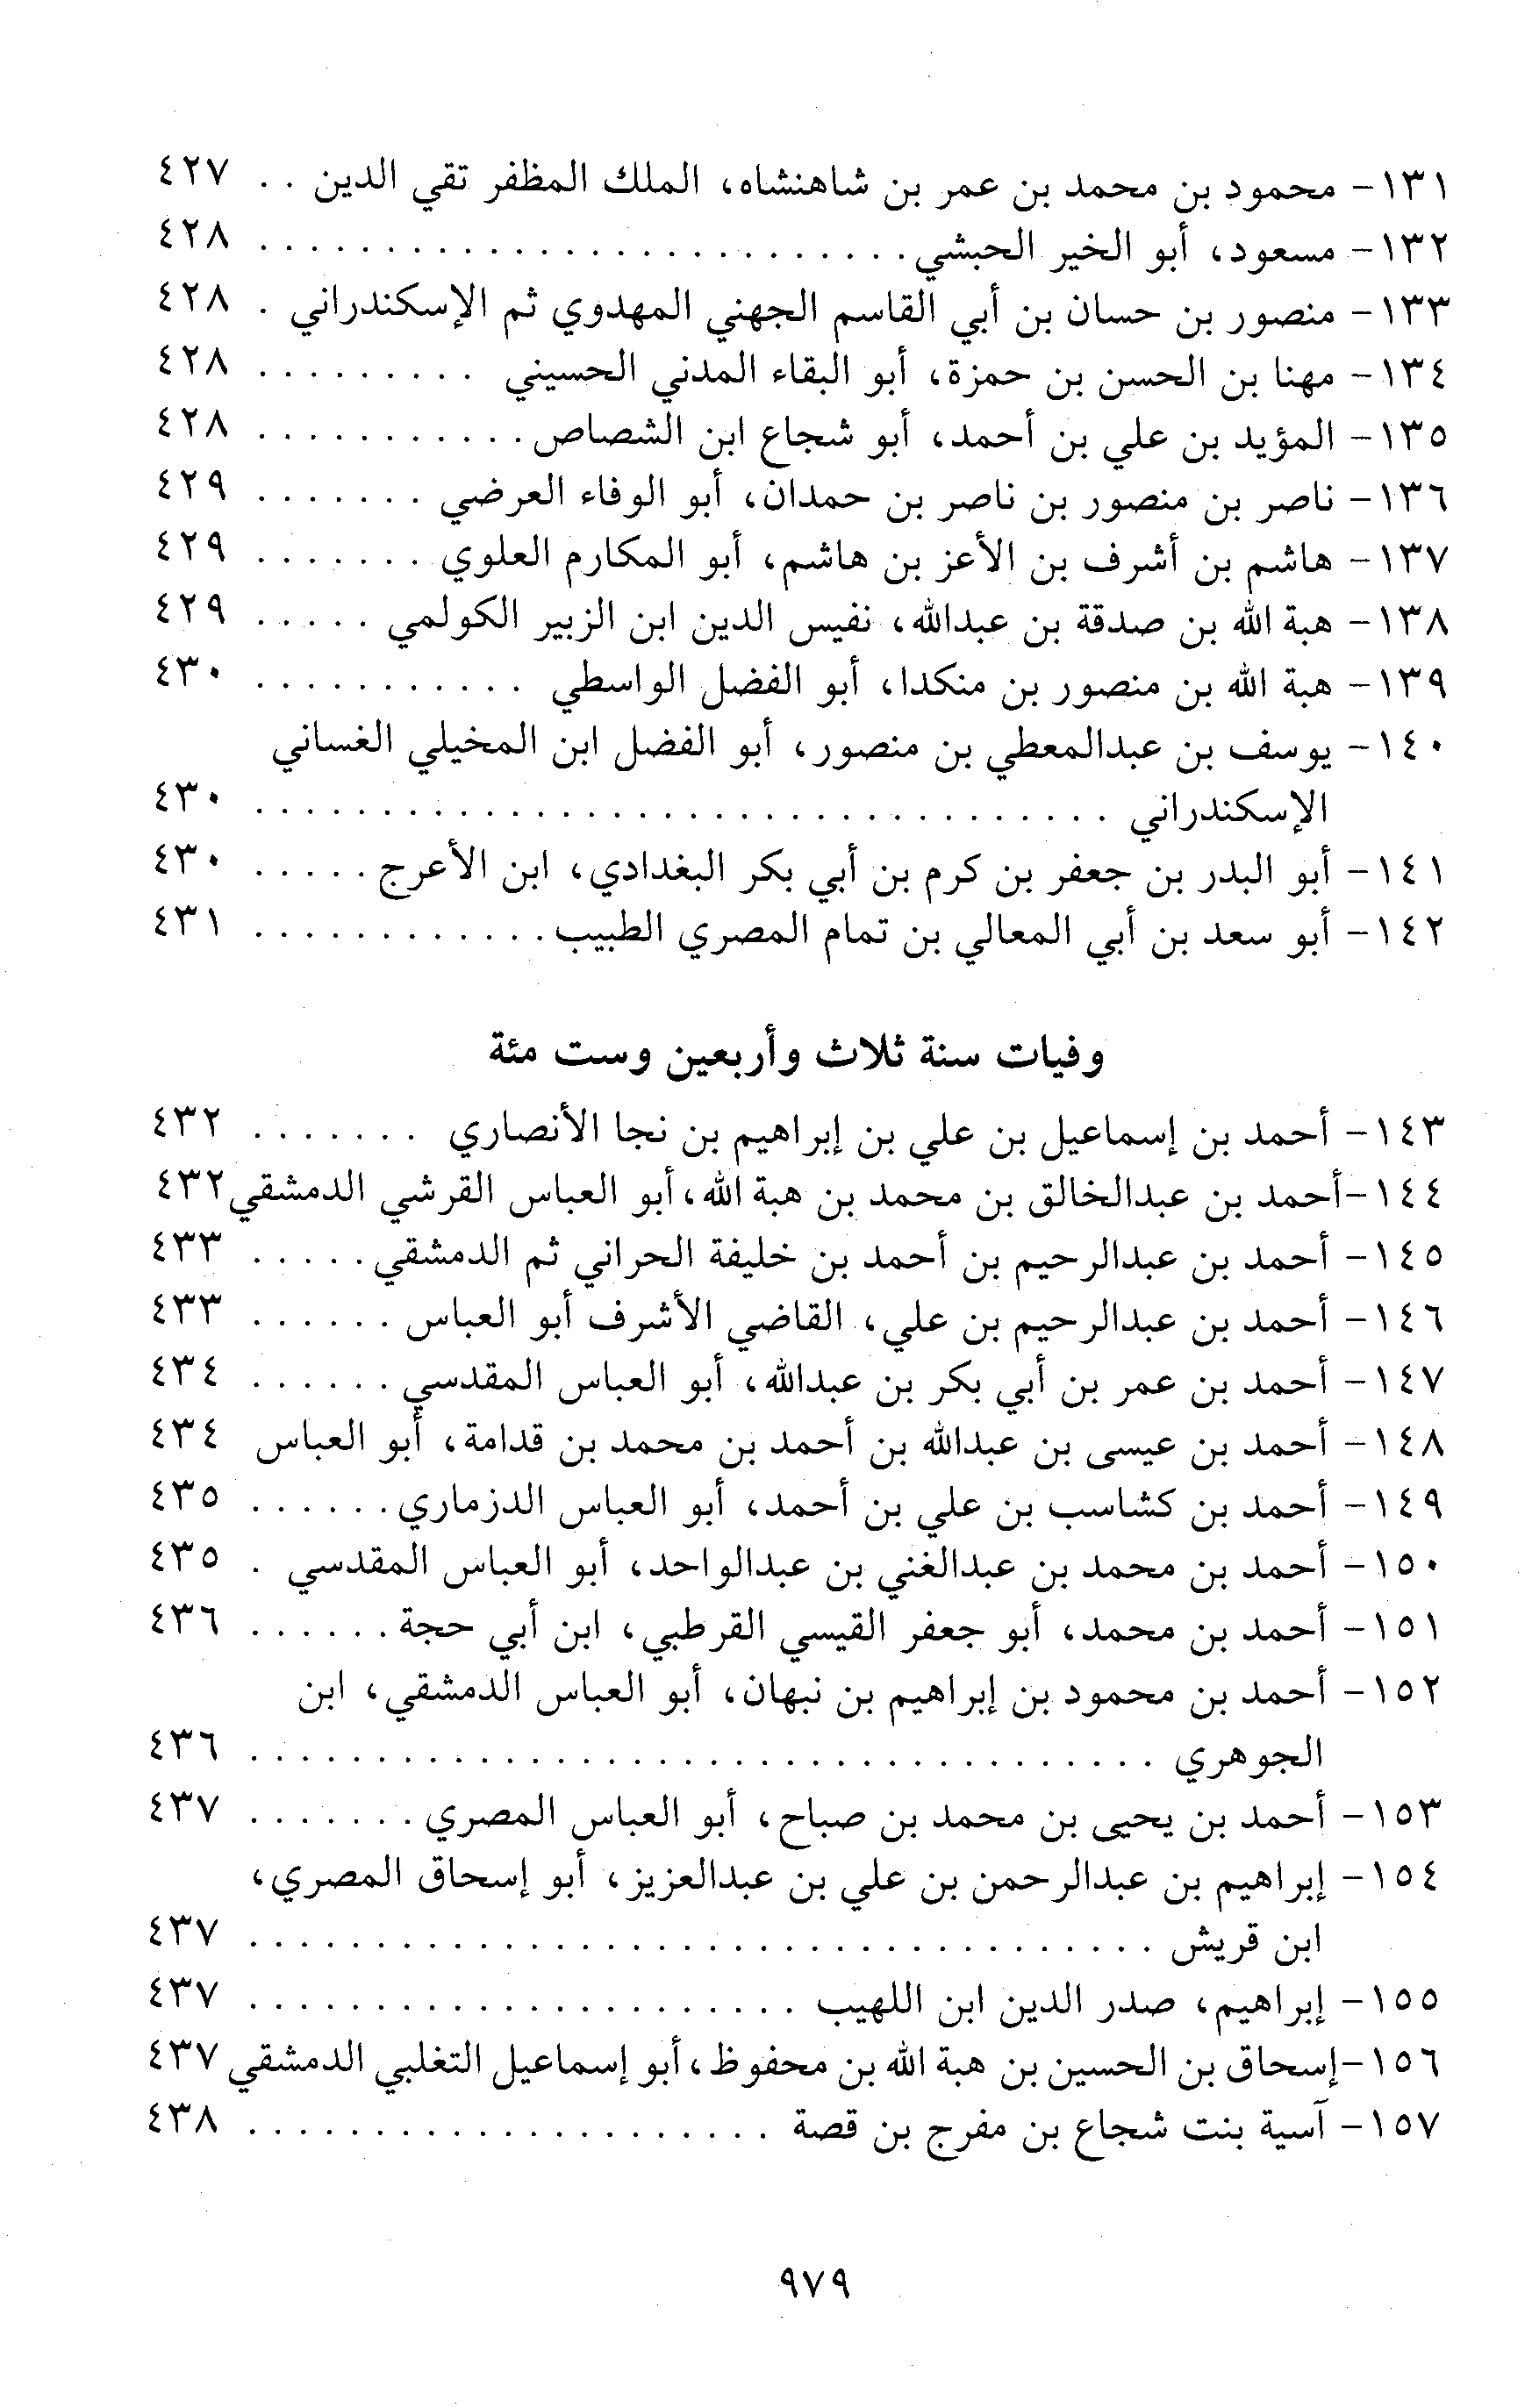 ١٣١- محمود بن محمد بن عمر بن شاهنشاه، الملك المظفر تقي الدين . . ٤٢٧
١٣٢- مسعود، أبو الخير الحبشي . . . . . . . . . . . . . . . . . . . . . . . . . . ٤٢٨
١٣٣- منصور بن حسان بن أبي القاسم الجهني المهدوي ثم الإسكندراني . ٤٢٨
١٣٤- مهنا بن الحسن بن حمزة، أبو البقاء المدني الحسيني . . . . . . . . . ٤٢٨
١٣٥- المؤيد بن علي بن أحمد، أبو شجاع ابن الشصاص . . . . . . . . . . . ٤٢٨
١٣٦- ناصر بن منصور بن ناصر بن حمدان، أبو الوفاء العرضي . . . . . . . ٤٢٩
١٣٧- هاشم بن أشرف بن الأعز بن هاشم، أبو المكارم العلوي . . . . . . . ٤٢٩
١٣٨- هبة الله بن صدقة بن عبدالله، نفيس الدين ابن الزبير الكولمي . . . . . ٤٢٩
١٣٩- هبة الله بن منصور بن منكدا، أبو الفضل الواسطي . . . . . . . . . . . ٤٣٠
١٤٠- يوسف بن عبدالمعطي بن منصور، أبو الفضل ابن المخيلي الغساني
الإسكندراني . . . . . . . . . . . . . . . . . . . . . . . . . . . . . . . . . . ٤٣٠
١٤١- أبو البدر بن جعفر بن كرم بن أبي بكر البغدادي، ابن الأعرج . . . . . ٤٣٠
١٤٢- أبو سعد بن أبي المعالي بن تمام المصري الطبيب . . . . . . . . . . . . ٤٣١
وفيات سنة ثلاث وأربعين وست مئة
١٤٣- أحمد بن إسماعيل بن علي بن إبراهيم بن نجا الأنصاري . . . . . . . ٤٣٢
١٤٤-أحمد بن عبدالخالق بن محمد بن هبة الله، أبو العباس القرشي الدمشقي ٤٣٢
١٤٥- أحمد بن عبدالرحيم بن أحمد بن خليفة الحراني ثم الدمشقي . . . . . ٤٣٣
١٤٦- أحمد بن عبدالرحيم بن علي، القاضي الأشرف أبو العباس . . . . . . ٤٣٣
١٤٧- أحمد بن عمر بن أبي بكر بن عبدالله، أبو العباس المقدسي . . . . . . ٤٣٤
١٤٨- أحمد بن عيسى بن عبدالله بن أحمد بن محمد بن قدامة، أبو العباس ٤٣٤
١٤٩- أحمد بن كشاسب بن علي بن أحمد، أبو العباس الدزماري . . . . . . ٤٣٥
١٥٠- أحمد بن محمد بن عبدالغني بن عبدالواحد، أبو العباس المقدسي . ٤٣٥
١٥١- أحمد بن محمد، أبو جعفر القيسي القرطبي، ابن أبي حجة . . . . . . ٤٣٦
١٥٢- أحمد بن محمود بن إبراهيم بن نبهان، أبو العباس الدمشقي، ابن
الجوهري . . . . . . . . . . . . . . . . . . . . . . . . . . . . . . . . . . . . ٤٣٦
١٥٣- أحمد بن يحيى بن محمد بن صباح، أبو العباس المصري . . . . . . . ٤٣٧
١٥٤- إبراهيم بن عبدالرحمن بن علي بن عبدالعزيز، أبو إسحاق المصري،
ابن قريش . . . . . . . . . . . . . . . . . . . . . . . . . . . . . . . . . . . . ٤٣٧
١٥٥- إبراهيم، صدر الدين ابن اللهيب . . . . . . . . . . . . . . . . . . . . . . ٤٣٧
١٥٦-إسحاق بن الحسين بن هبة الله بن محفوظ، أبو إسماعيل التغلبي الدمشقي ٤٣٧
١٥٧- آسية بنت شجاع بن مفرج بن قصة . . . . . . . . . . . . . . . . . . . . . ٤٣٨
٩٧٩